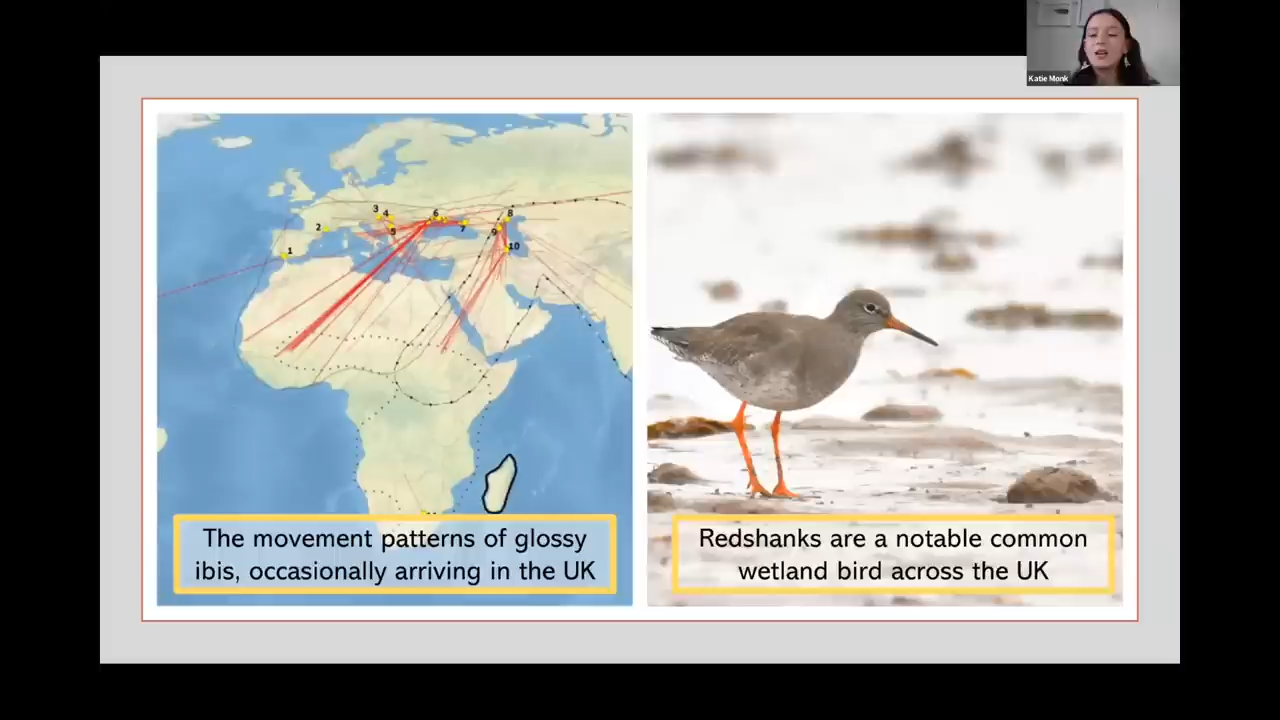 Katie Monk
3
4
6
8
2
5
7
9
1
10
The movement patterns of glossy
ibis, occasionally arriving in the UK
Redshanks are a notable common
wetland bird across the UK